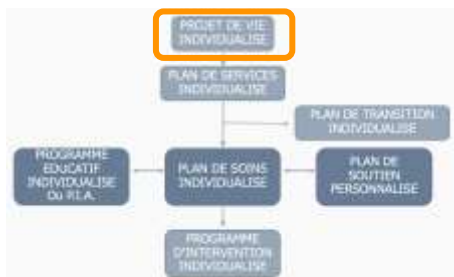 PROJET DE VIE
INDIVIDUALISE
PLAN DE SERVICES
INDIVIDUALISE
PLAN DE TRANSITION
INDIVIDUALISE
PROGRAMME
EDUCATIF
INDIVIDUALISE
Ou P.I.A.
PLAN DE SOINS
INDIVIDUALISE
PLAN DE
SOUTIEN
PERSONNALISE
PROGRAMME
D'INTERVENTION
INDIVIDUALISE